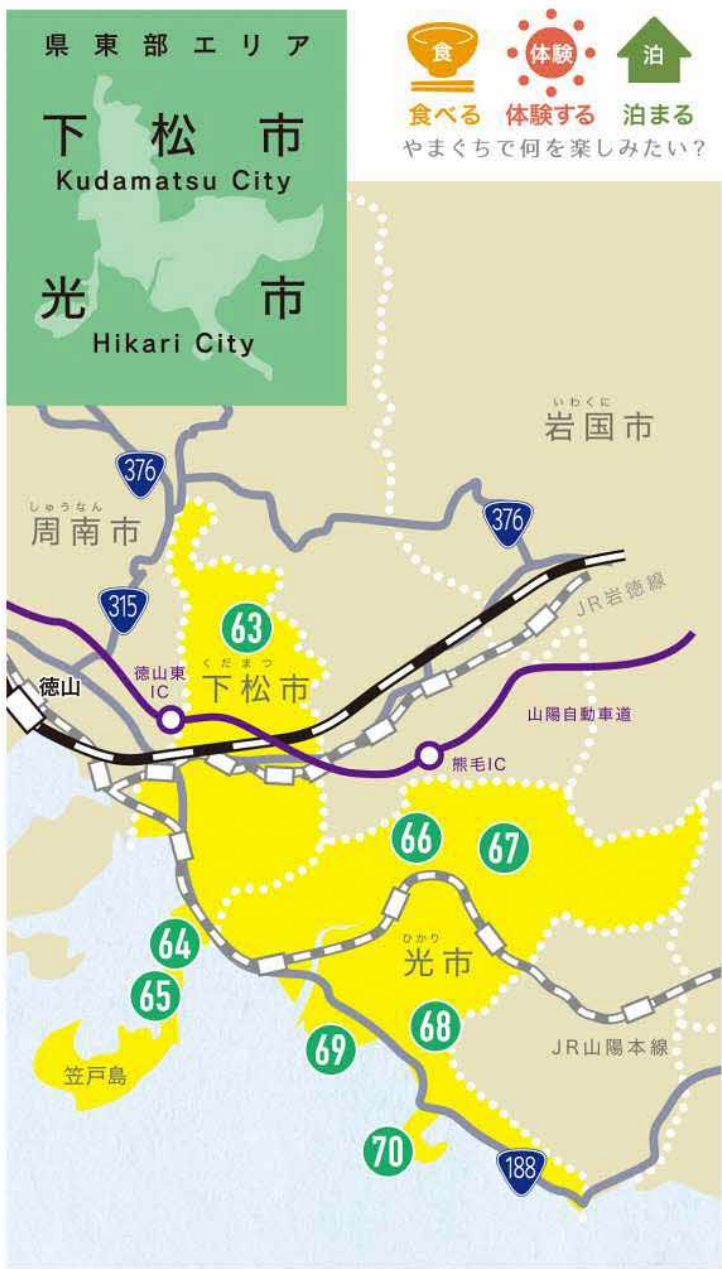 県東部エリア
下松市
Kudamatsu City
光市
Hikari City
食
体験
泊
食べる 体験する 泊まる
やまぐちで何を楽しみたい？
いわくに
岩国市
376
376
しゅうなん
周南市
315
JR岩徳線
63
くだまつ
下松市
徳山東
IC
徳山
山陽自動車道
熊毛IC
66
67
64
65
ひかり
光市
68
69
JR山陽本線
笠戸島
70
188